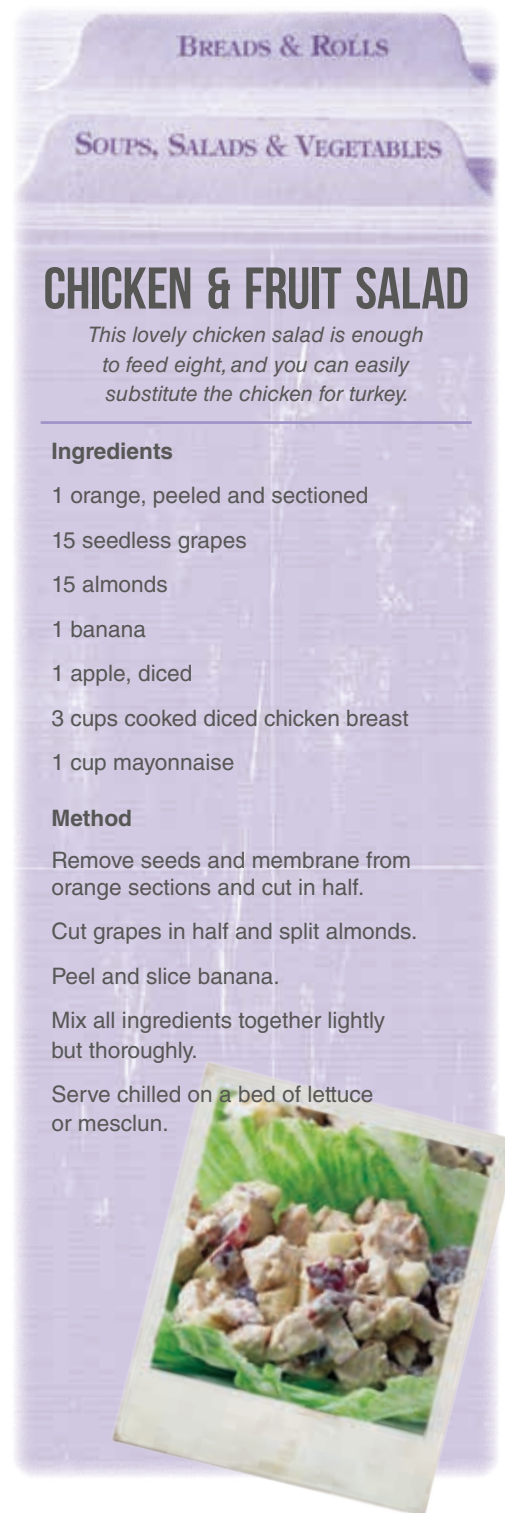 BREADS & ROLLS
SOUPS, SALADS & VEGETABLES
CHICKEN & FRUIT SALAD
This lovely chicken salad is enough
to feed eight, and you can easily
substitute the chicken for turkey.
Ingredients
1 orange, peeled and sectioned
15 seedless grapes
15 almonds
1 banana
1 apple, diced
3 cups cooked diced chicken breast
1 cup mayonnaise
Method
Remove seeds and membrane from
orange sections and cut in half.
Cut grapes in half and split almonds.
Peel and slice banana.
Mix all ingredients together lightly
but thoroughly.
Serve chilled on a bed of lettuce
or mesclun.